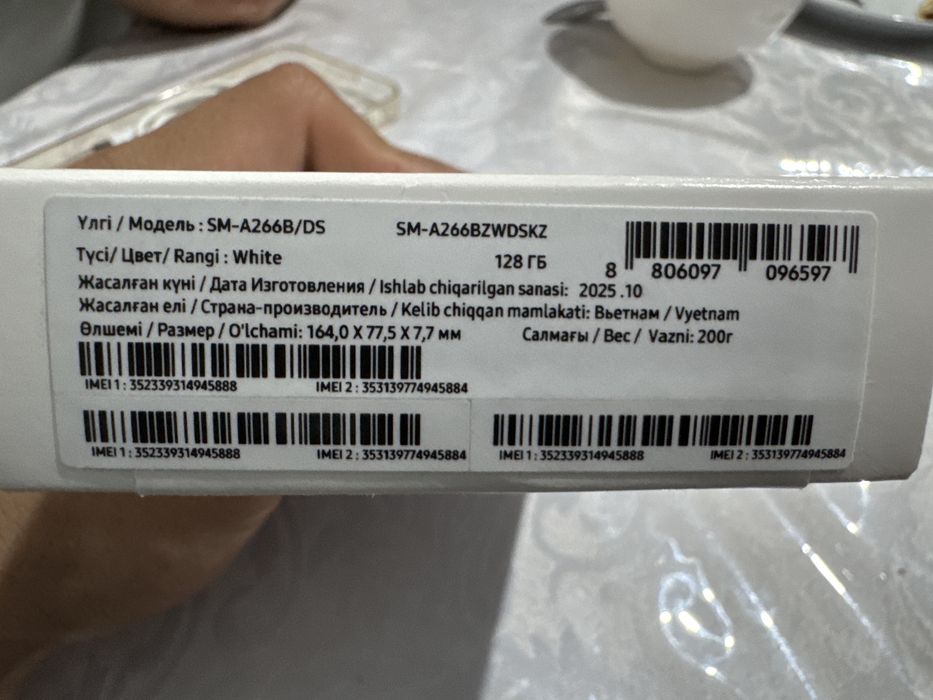 Үлгі / Модель : SM-A266B/DS SM-A266BZWDSKZ
Түсі/ Цвет/ Rangi : White 128 ГБ
8 806097 096597
Жасалған күні / Дата Изготовления / Ishlab chiqarilgan sanasi: 2025 .10
Жасалған елі / Страна-производитель / Kelib chiqqan mamlakati: Вьетнам / Vyetnam
Өлшемі / Размер / O'lchami: 164,0 X 77,5 X 7,7 мм Салмағы / Вес / Vazni: 200г
IMEI 1 : 352339314945888 IMEI 2 : 353139774945884
IMEI 1 : 352339314945888 IMEI 2 : 353139774945884
IMEI 1 : 352339314945888 IMEI 2 : 353139774945884